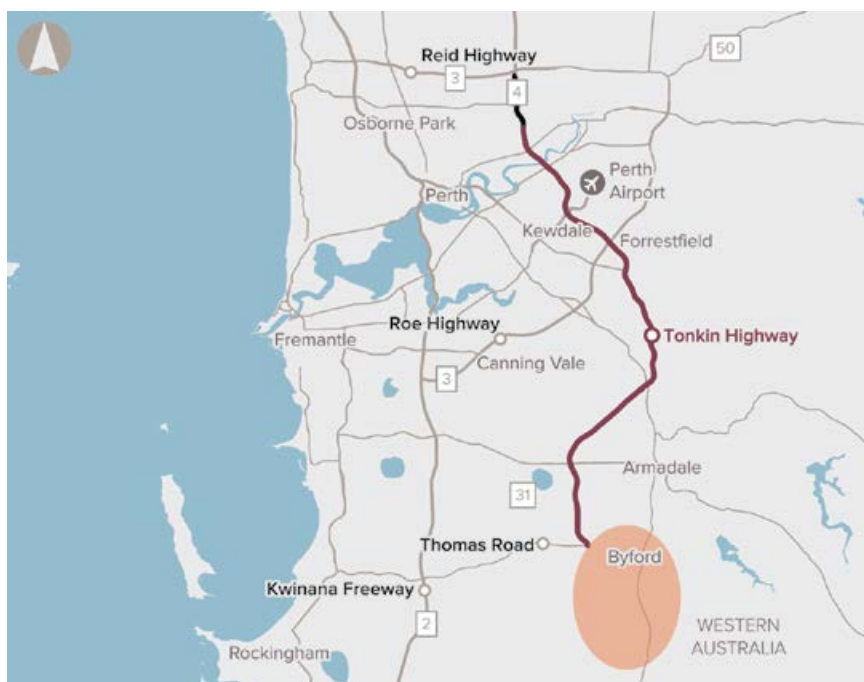 Reid Highway
3
4
50
Osborne Park
Perth
Airport
Perth
Kewdale
Forrestfield
Roe Highway
Tonkin Highway
Fremantle
Canning Vale
3
Armadale
31
Thomas Road
Byford
Kwinana Freeway
2
WESTERN
AUSTRALIA
Rockingham